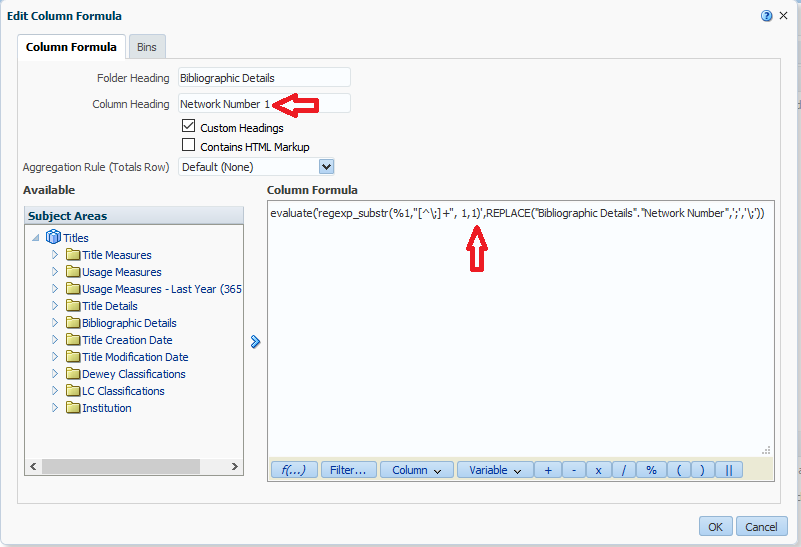 Edit Column Formula
Column Formula
Bins
Folder Heading
Bibliographic Details
Column Heading
Network Number 1
Custom Headings
Contains HTML Markup
Aggregation Rule (Totals Row)
Default (None)
Available
Subject Areas
Titles
Title Measures
Usage Measures
Usage Measures - Last Year (365
Title Details
Bibliographic Details
Title Creation Date
Title Modification Date
Dewey Classifications
LC Classifications
Institution
Column Formula
evaluate('regexp_substr(%1,"[^\;]+", 1,1)',REPLACE("Bibliographic Details"."Network Number",';','\;'))
f(...)
Filter...
Column
Variable
+
-
x
/
%
(
)
||
OK
Cancel